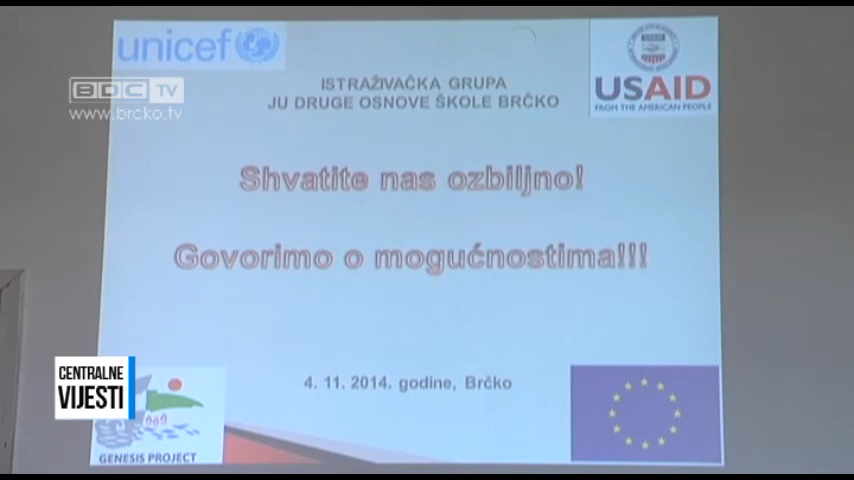 unicef
BDC TV
www.brcko.tv
ISTRAŽIVAČKA GRUPA
JU DRUGE OSNOVE ŠKOLE BRČKO
USAID
FROM THE AMERICAN PEOPLE
Shvatite nas ozbiljno!
Govorimo o mogućnostima!!!
4. 11. 2014. godine, Brčko
CENTRALNE
VIJESTI
GENESIS PROJECT